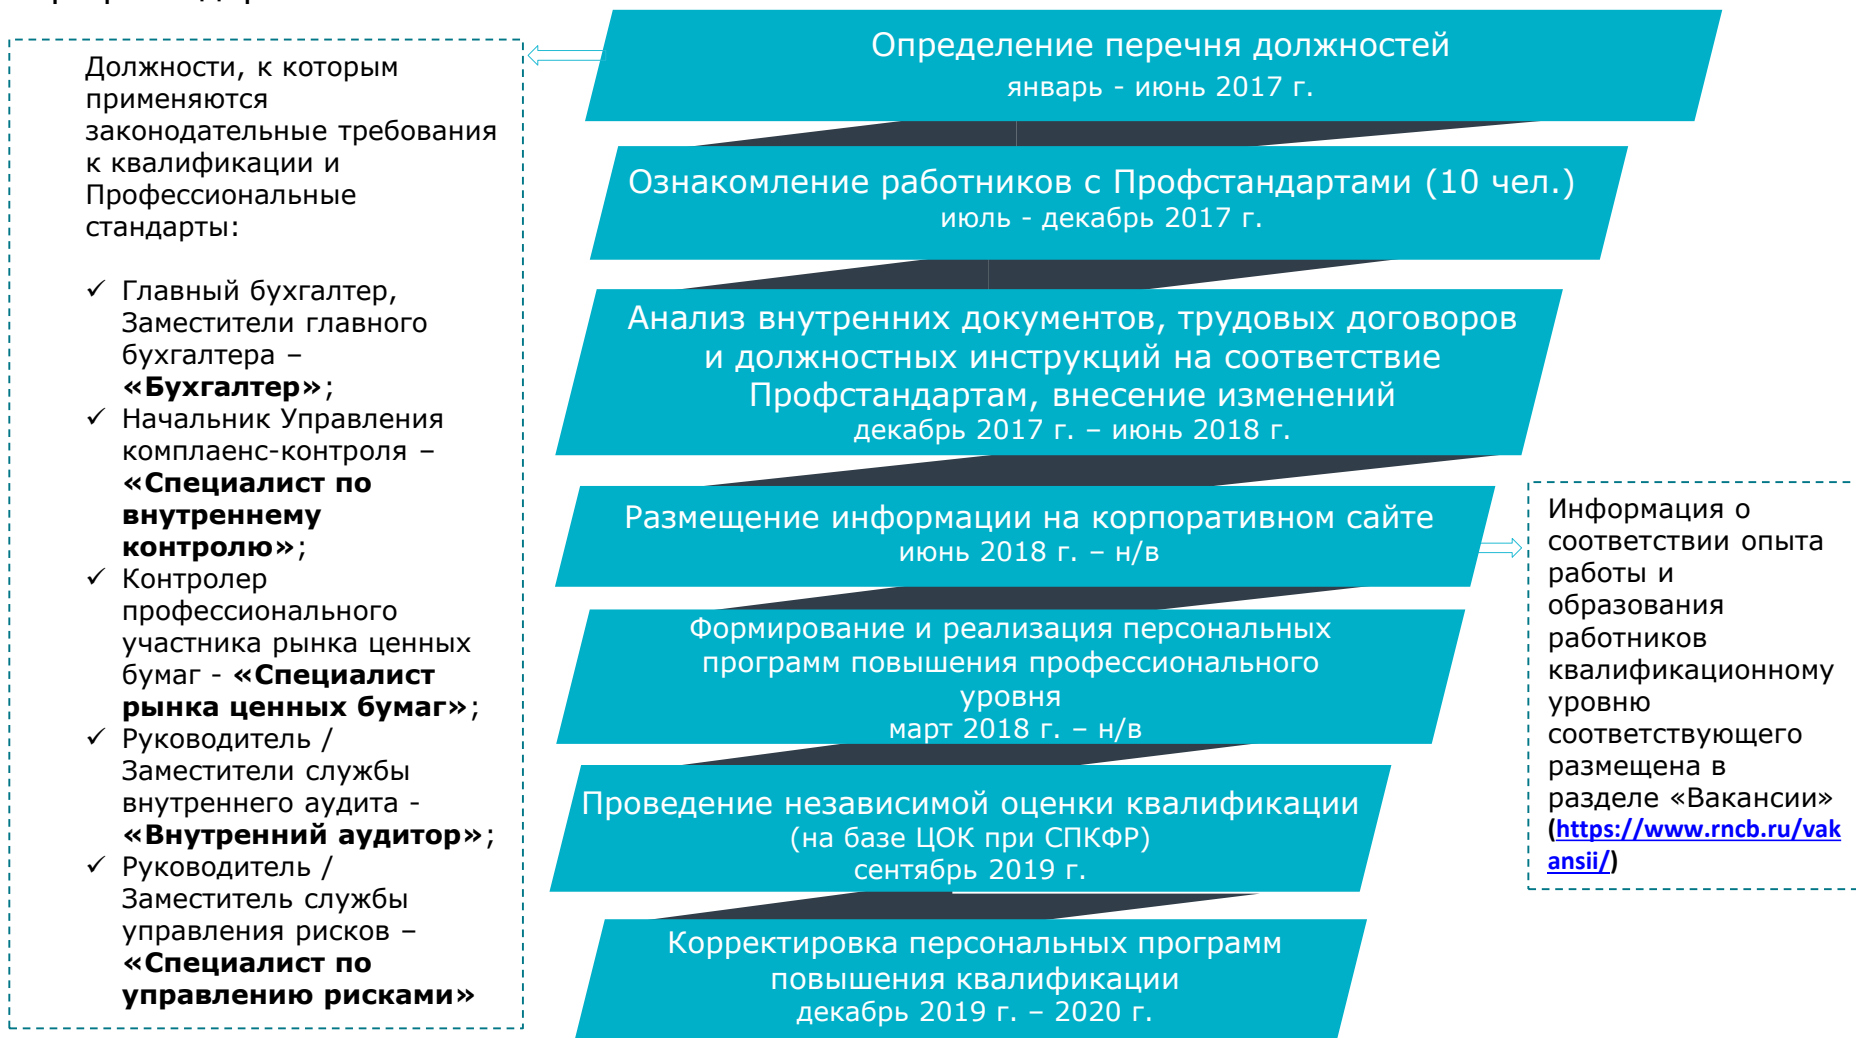 Должности, к которым
применяются
законодательные требования
к квалификации и
Профессиональные
стандарты:
✓ Главный бухгалтер,
Заместители главного
бухгалтера –
«Бухгалтер»;
✓ Начальник Управления
комплаенс-контроля –
«Специалист по
внутреннему
контролю»;
✓ Контролер
профессионального
участника рынка ценных
бумаг - «Специалист
рынка ценных бумаг»;
✓ Руководитель /
Заместители службы
внутреннего аудита -
«Внутренний аудитор»;
✓ Руководитель /
Заместитель службы
управления рисков –
«Специалист по
управлению рисками»
Определение перечня должностей
январь - июнь 2017 г.
Ознакомление работников с Профстандартами (10 чел.)
июль - декабрь 2017 г.
Анализ внутренних документов, трудовых договоров
и должностных инструкций на соответствие
Профстандартам, внесение изменений
декабрь 2017 г. – июнь 2018 г.
Размещение информации на корпоративном сайте
июнь 2018 г. – н/в
Формирование и реализация персональных
программ повышения профессионального
уровня
март 2018 г. – н/в
Проведение независимой оценки квалификации
(на базе ЦОК при СПКФР)
сентябрь 2019 г.
Корректировка персональных программ
повышения квалификации
декабрь 2019 г. – 2020 г.
Информация о
соответствии опыта
работы и
образования
работников
квалификационному
уровню
соответствующего
размещена в
разделе «Вакансии»
(https://www.rncb.ru/vak
ansii/)